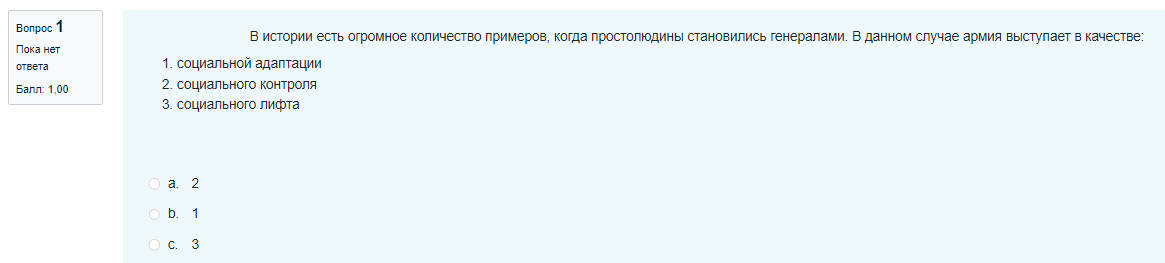 Вопрос 1
Пока нет
ответа
Балл: 1,00
В истории есть огромное количество примеров, когда простолюдины становились генералами. В данном случае армия выступает в качестве:
1. социальной адаптации
2. социального контроля
3. социального лифта
a. 2
b. 1
c. 3